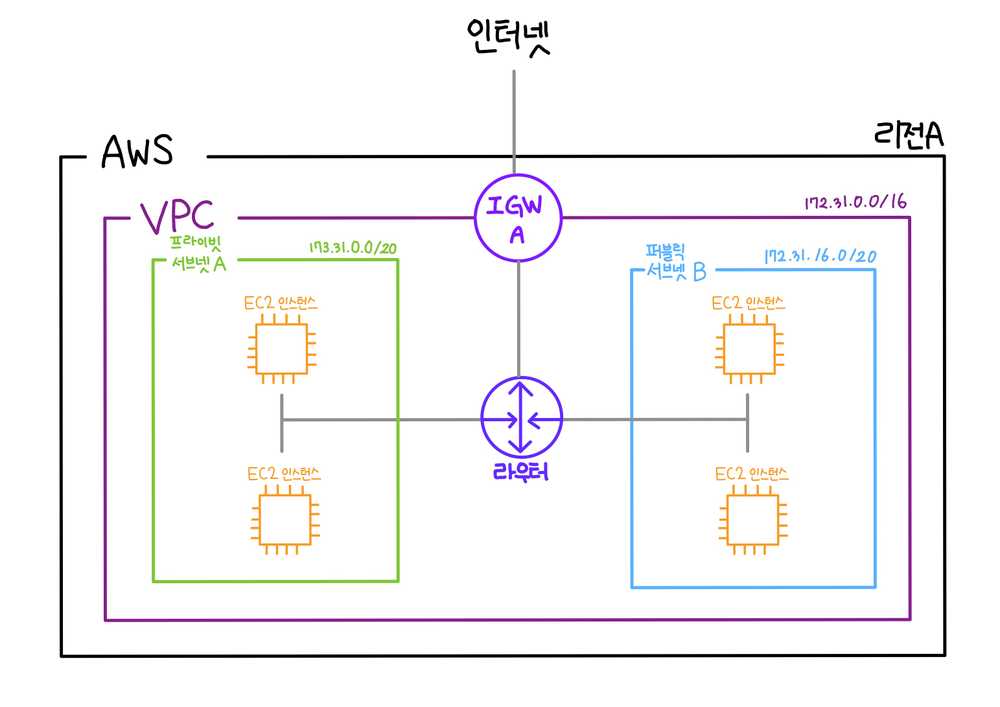 인터넷
AWS
리전A
VPC
172.31.0.0/16
IGW
A
프라이빗
서브넷 A
173.31.0.0/20
퍼블릭
서브넷 B
172.31.16.0/20
EC2 인스턴스
EC2 인스턴스
라우터
EC2 인스턴스
EC2 인스턴스